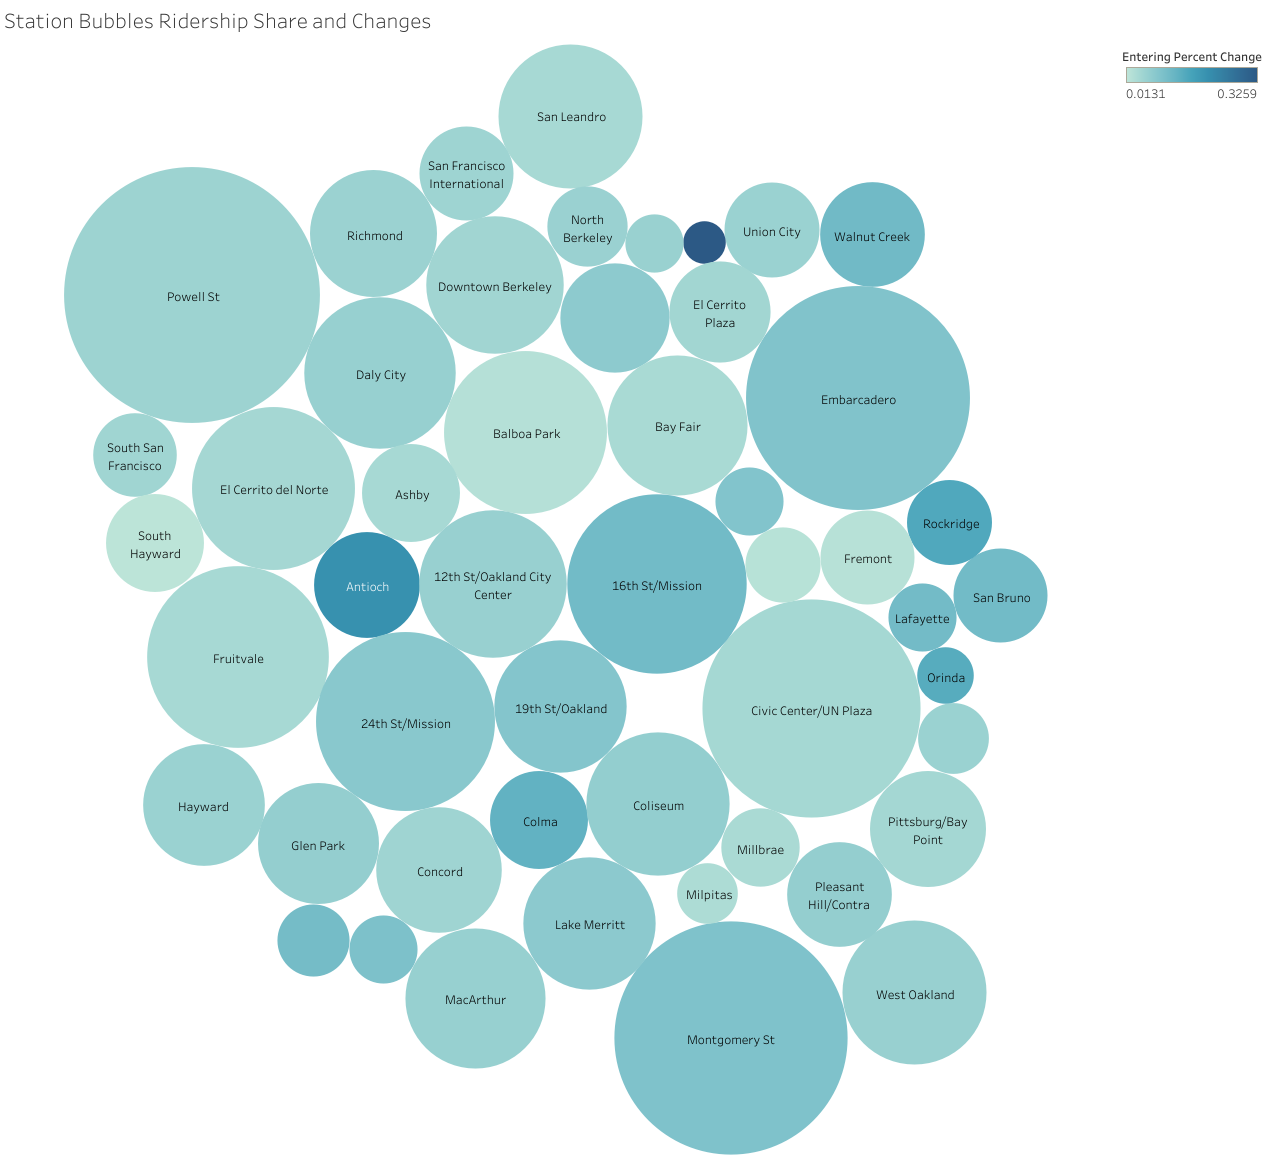 Station Bubbles Ridership Share and Changes
Entering Percent Change
0.0131 0.3259
San Leandro
San Francisco
International
North
Berkeley
Richmond
Union City
Walnut Creek
Powell St
Downtown Berkeley
El Cerrito
Plaza
Daly City
Embarcadero
Balboa Park
Bay Fair
South San
Francisco
El Cerrito del Norte
Ashby
Rockridge
South
Hayward
Fremont
Antioch
12th St/Oakland City
Center
16th St/Mission
San Bruno
Lafayette
Fruitvale
Orinda
24th St/Mission
19th St/Oakland
Civic Center/UN Plaza
Hayward
Coliseum
Colma
Pittsburg/Bay
Point
Glen Park
Millbrae
Concord
Milpitas
Pleasant
Hill/Contra
Lake Merritt
MacArthur
West Oakland
Montgomery St